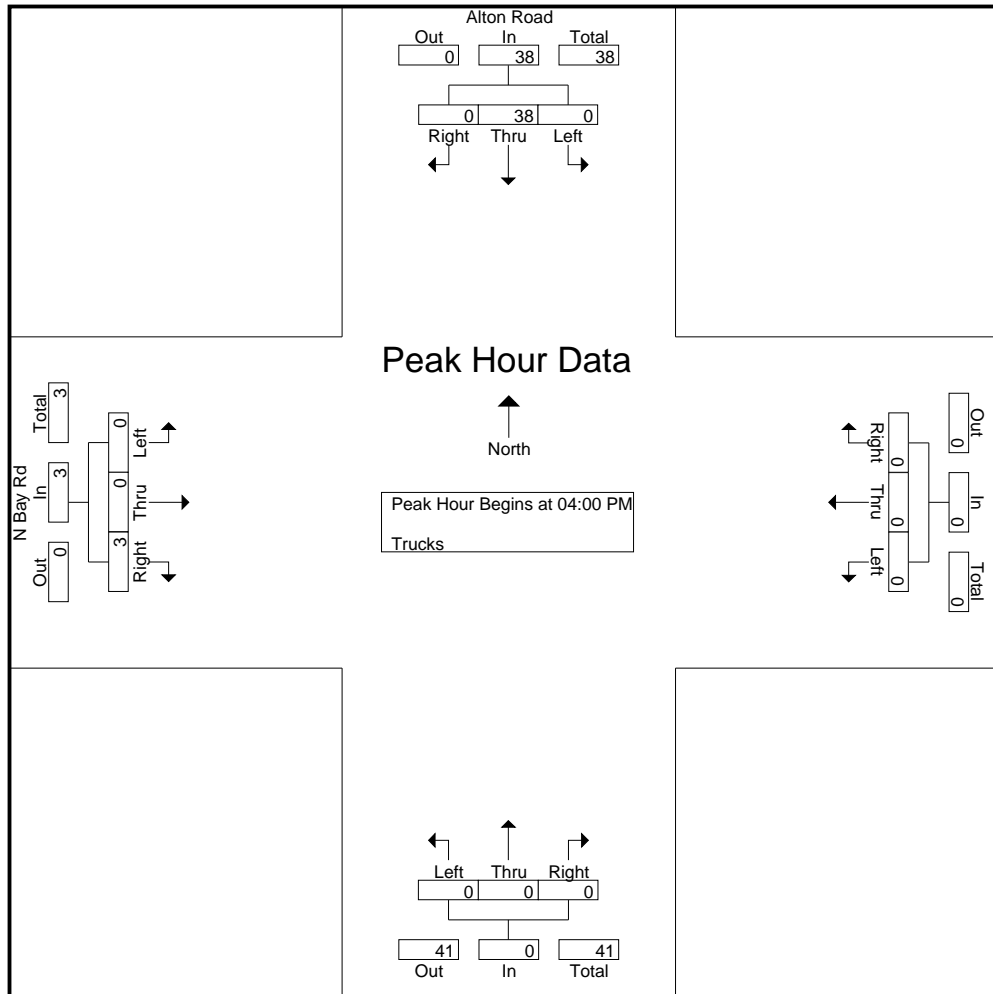 Alton Road
Out In Total
0 38 38
0 38 0
Right Thru Left
Peak Hour Data
North
Peak Hour Begins at 04:00 PM
Trucks
N Bay Rd
Total In Out
3 3 0
0 0 3
Left Thru Right
Right Thru Left
0 0 0
Out In Total
0 0 0
Left Thru Right
0 0 0
41 0 41
Out In Total